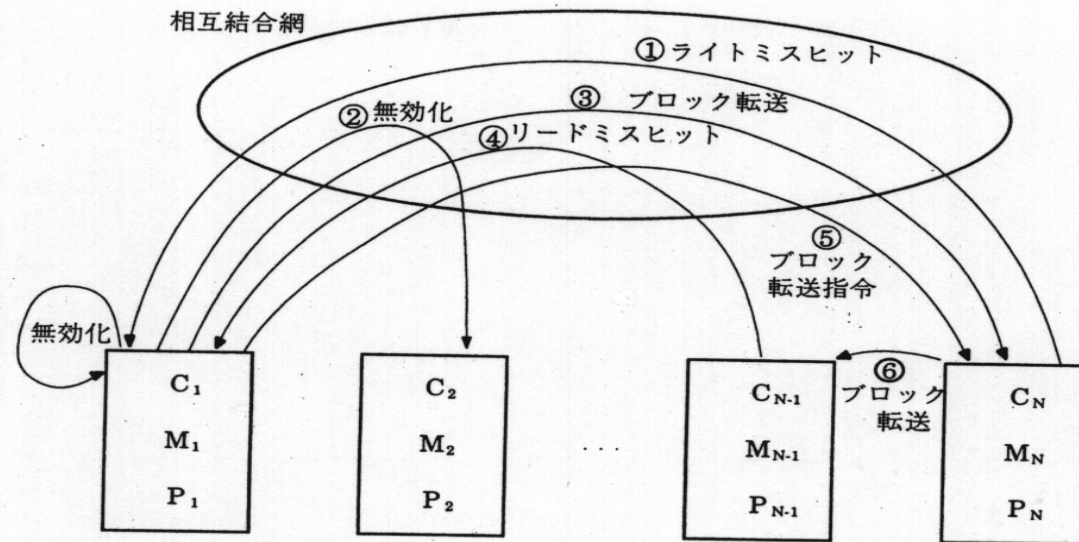 相互結合網
①ライトミスヒット
③ ブロック転送
②無効化
④リードミスヒット
⑤
ブロック
転送指令
無効化
⑥
ブロック
転送
C₁
M₁
P₁
C₂
M₂
P₂
...
C_N-1
M_N-1
P_N-1
C_N
M_N
P_N